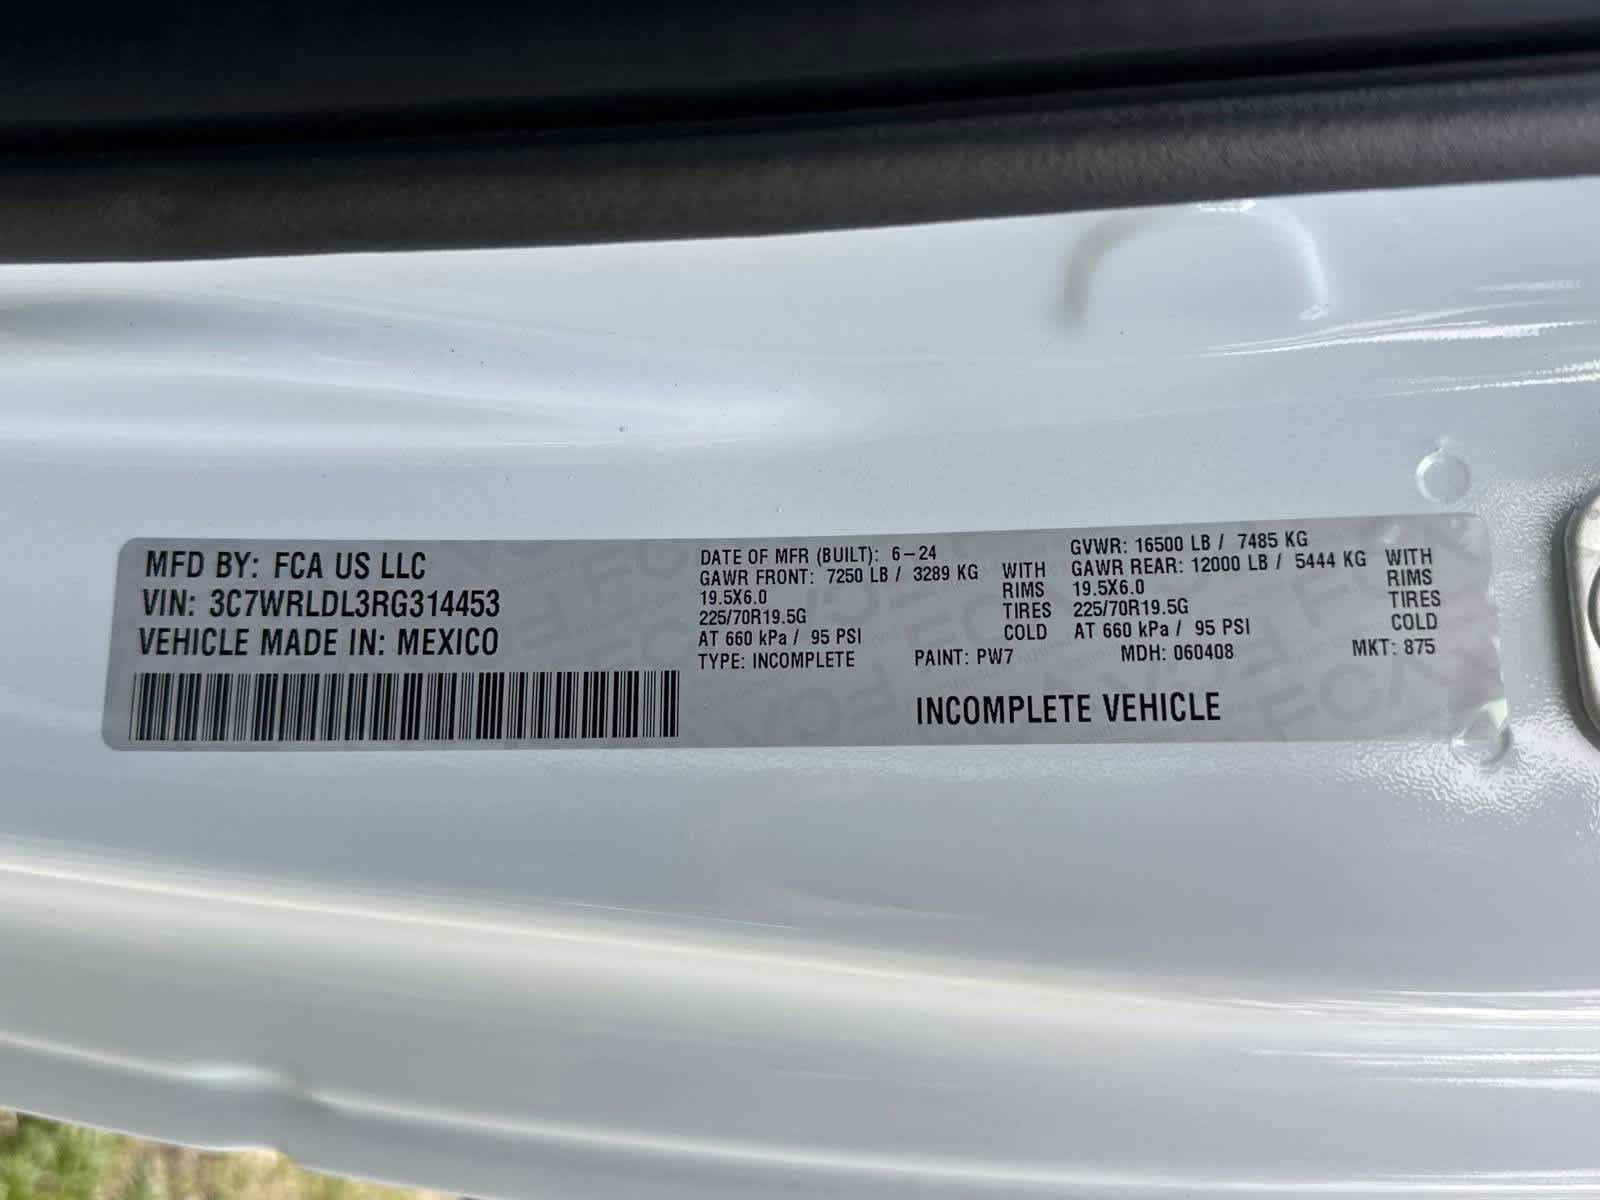 MFD BY: FCA US LLC
VIN: 3C7WRLDL3RG314453
VEHICLE MADE IN: MEXICO
DATE OF MFR (BUILT): 6-24
GAWR FRONT: 7250 LB / 3289 KG WITH
19.5X6.0 RIMS
225/70R19.5G TIRES
AT 660 kPa / 95 PSI COLD
GVWR: 16500 LB / 7485 KG
GAWR REAR: 12000 LB / 5444 KG WITH
19.5X6.0 RIMS
225/70R19.5G TIRES
AT 660 kPa / 95 PSI COLD
TYPE: INCOMPLETE PAINT: PW7 MDH: 060408 MKT: 875
INCOMPLETE VEHICLE